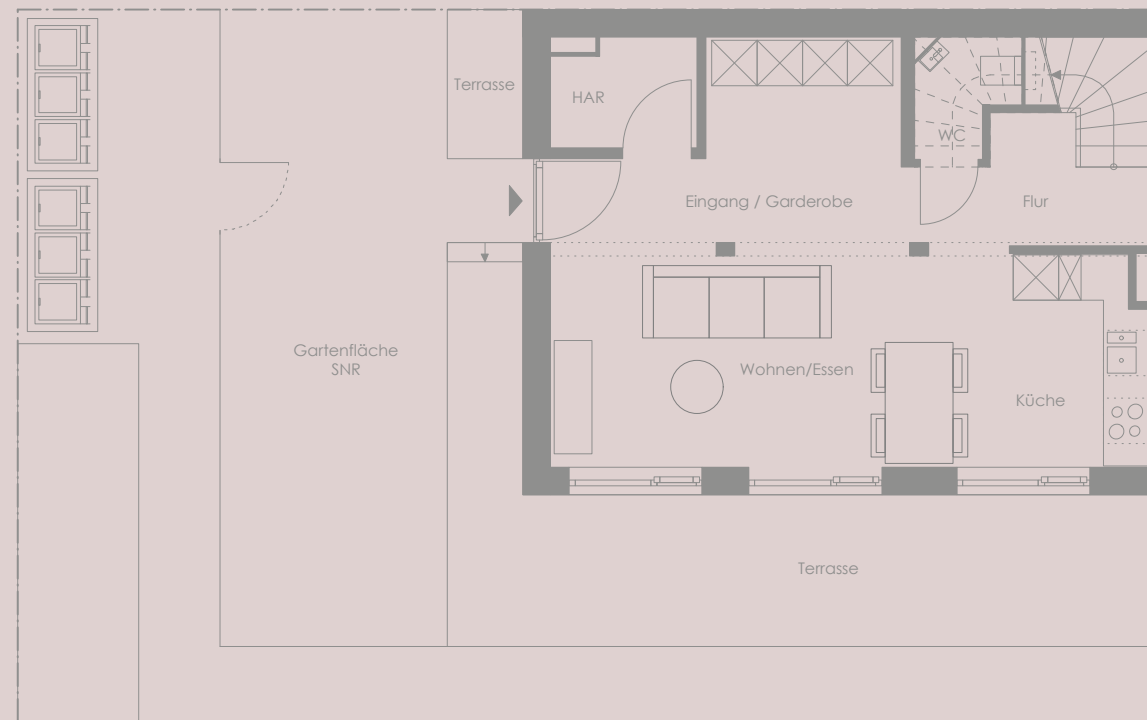 Terrasse
HAR
WC
Eingang / Garderobe
Flur
Gartenfläche
SNR
Wohnen/Essen
Küche
Terrasse